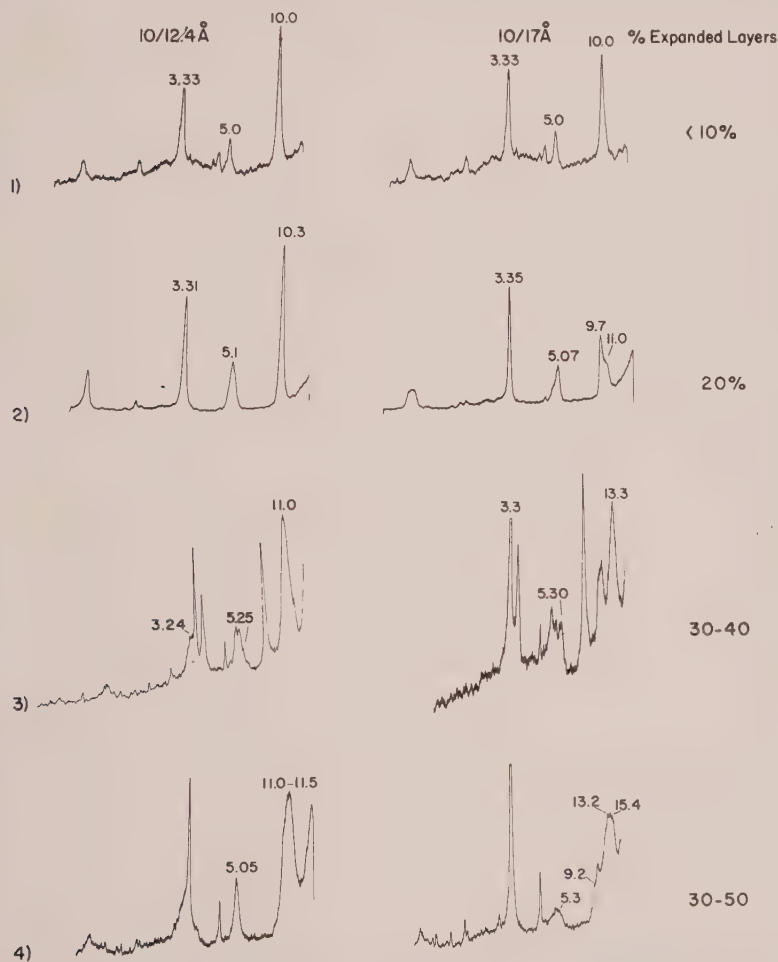 10/12.4Å 10/17Å % Expanded Layers
1) 3.33 5.0 10.0 3.33 5.0 10.0 <10%
2) 3.31 5.1 10.3 3.35 5.07 9.7 11.0 20%
3) 3.24 5.25 11.0 3.3 5.30 13.3 30-40
4) 5.05 11.0-11.5 5.3 9.2 13.2 15.4 30-50